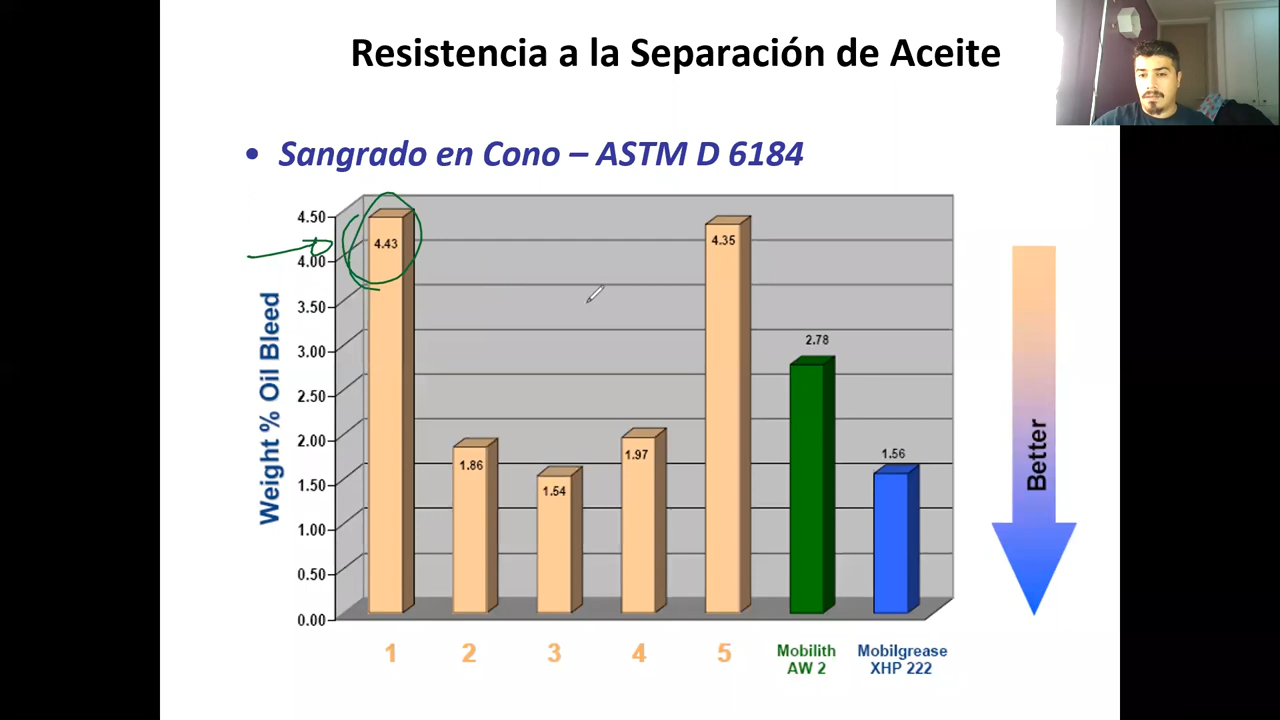 Resistencia a la Separación de Aceite
• Sangrado en Cono – ASTM D 6184
Weight % Oil Bleed
4.50
4.00
3.50
3.00
2.50
2.00
1.50
1.00
0.50
0.00
4.43
1.86
1.54
1.97
4.35
2.78
1.56
1
2
3
4
5
Mobilith
AW 2
Mobilgrease
XHP 222
Better